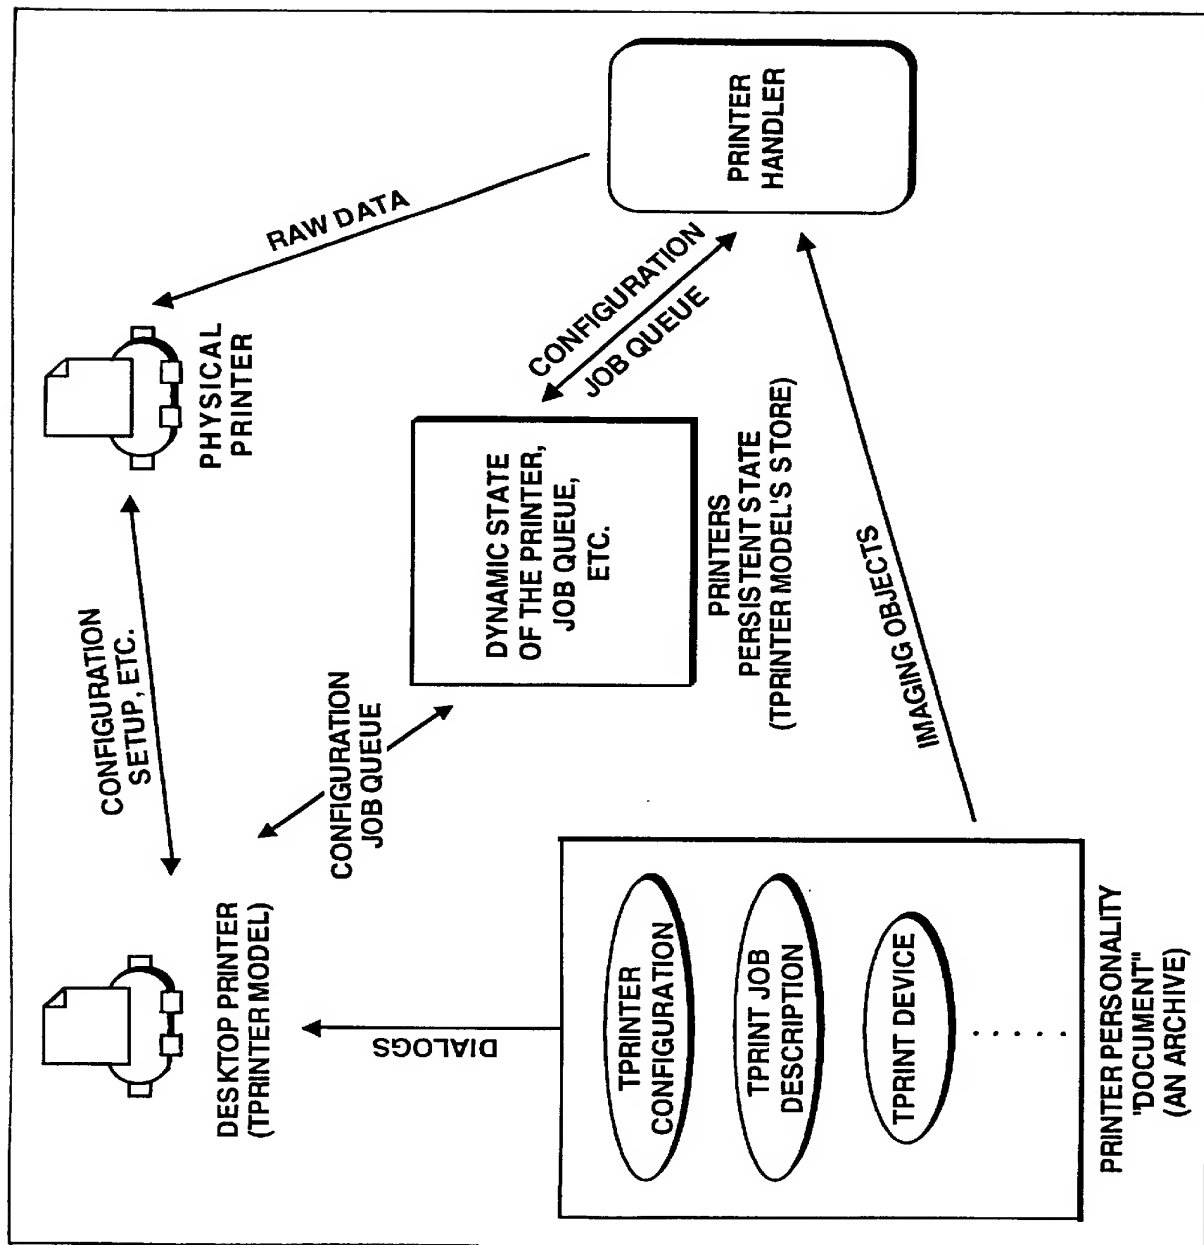 DESKTOP PRINTER
(TPRINTER MODEL)
CONFIGURATION
SETUP, ETC.
PHYSICAL
PRINTER
RAW DATA
DIALOGS
CONFIGURATION
JOB QUEUE
DYNAMIC STATE
OF THE PRINTER,
JOB QUEUE,
ETC.
PRINTERS
PERSISTENT STATE
(TPRINTER MODEL'S STORE)
CONFIGURATION
JOB QUEUE
PRINTER
HANDLER
TPRINTER
CONFIGURATION
TPRINT JOB
DESCRIPTION
TPRINT DEVICE
IMAGING OBJECTS
PRINTER PERSONALITY
"DOCUMENT"
(AN ARCHIVE)